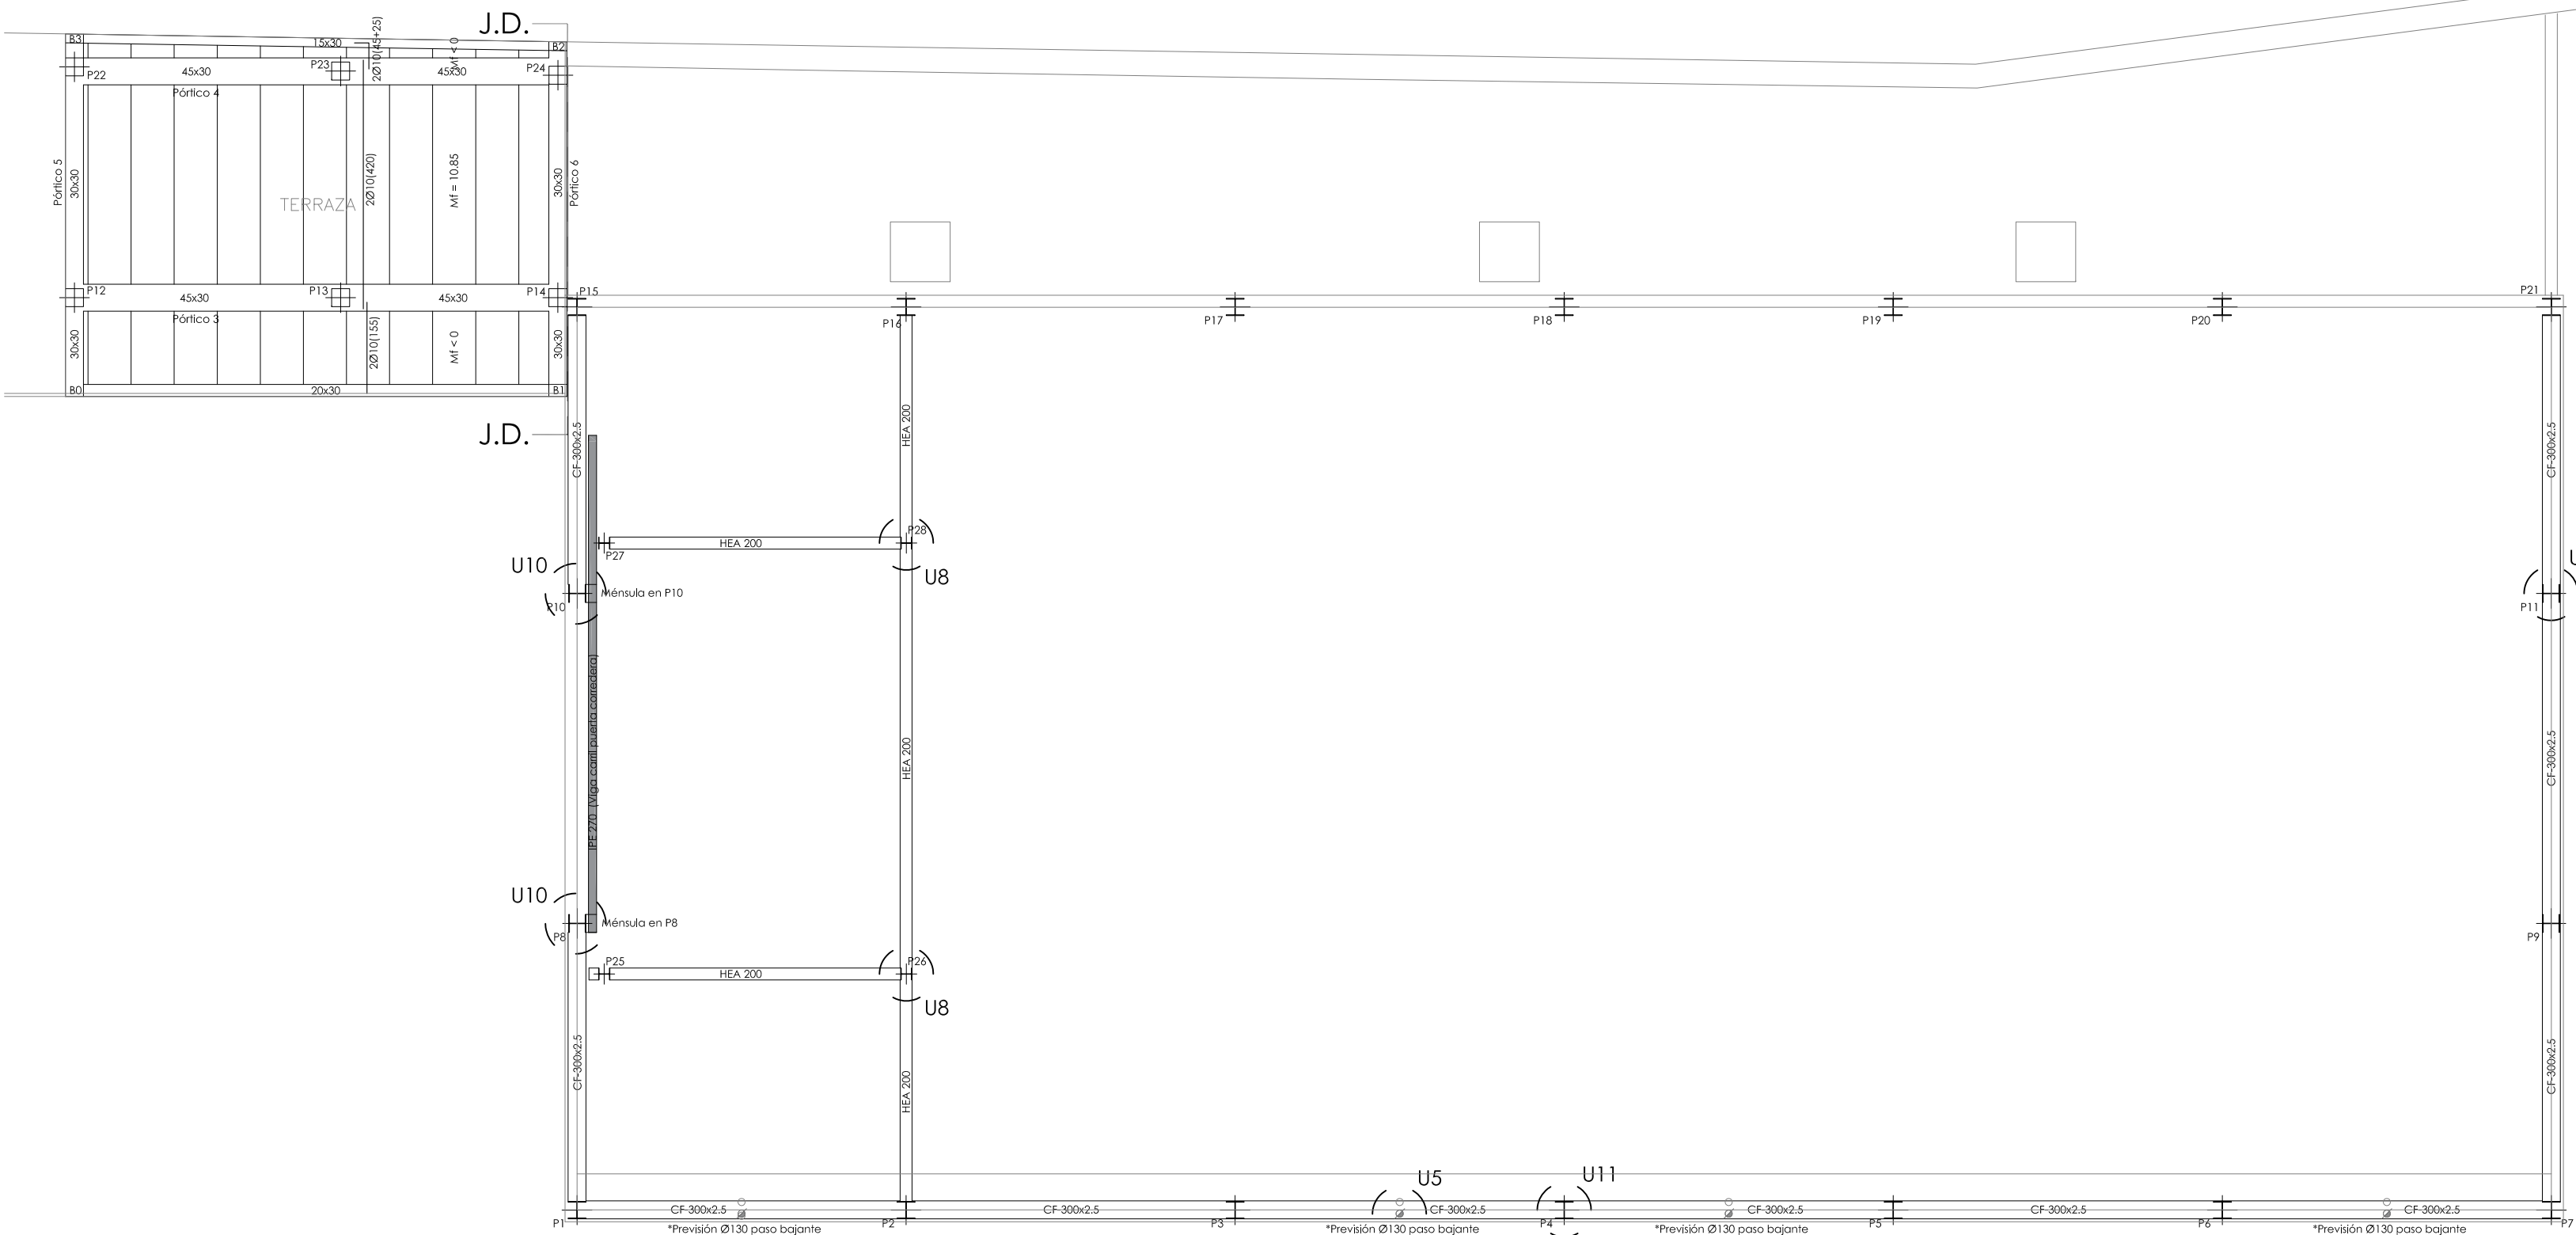 J.D.
B3
15x30
2Ø10(45+25)
Mf < 0
B2
P22
45x30
P23
45x30
P24
Pórtico 4
Pórtico 5
30x30
TERRAZA
2Ø10(420)
Mf = 10.85
30x30
Pórtico 6
P12
45x30
P13
45x30
P14
P15
Pórtico 3
30x30
2Ø10(155)
Mf < 0
30x30
B0
20x30
B1
P16
P17
P18
P19
P20
P21
J.D.
CF-300x2.5
HEA 200
CF-300x2.5
P28
HEA 200
P27
U10
U8
Ménsula en P10
P10
P11
IPE 270 (Viga carril puerta corredera)
HEA 200
CF-300x2.5
U10
Ménsula en P8
P8
P9
P25
HEA 200
P26
U8
CF-300x2.5
HEA 200
CF-300x2.5
U5
U11
CF 300x2.5
CF 300x2.5
CF 300x2.5
CF 300x2.5
CF 300x2.5
CF 300x2.5
P1
P2
P3
P4
P5
P6
P7
*Previsión Ø130 paso bajante
*Previsión Ø130 paso bajante
*Previsión Ø130 paso bajante
*Previsión Ø130 paso bajante